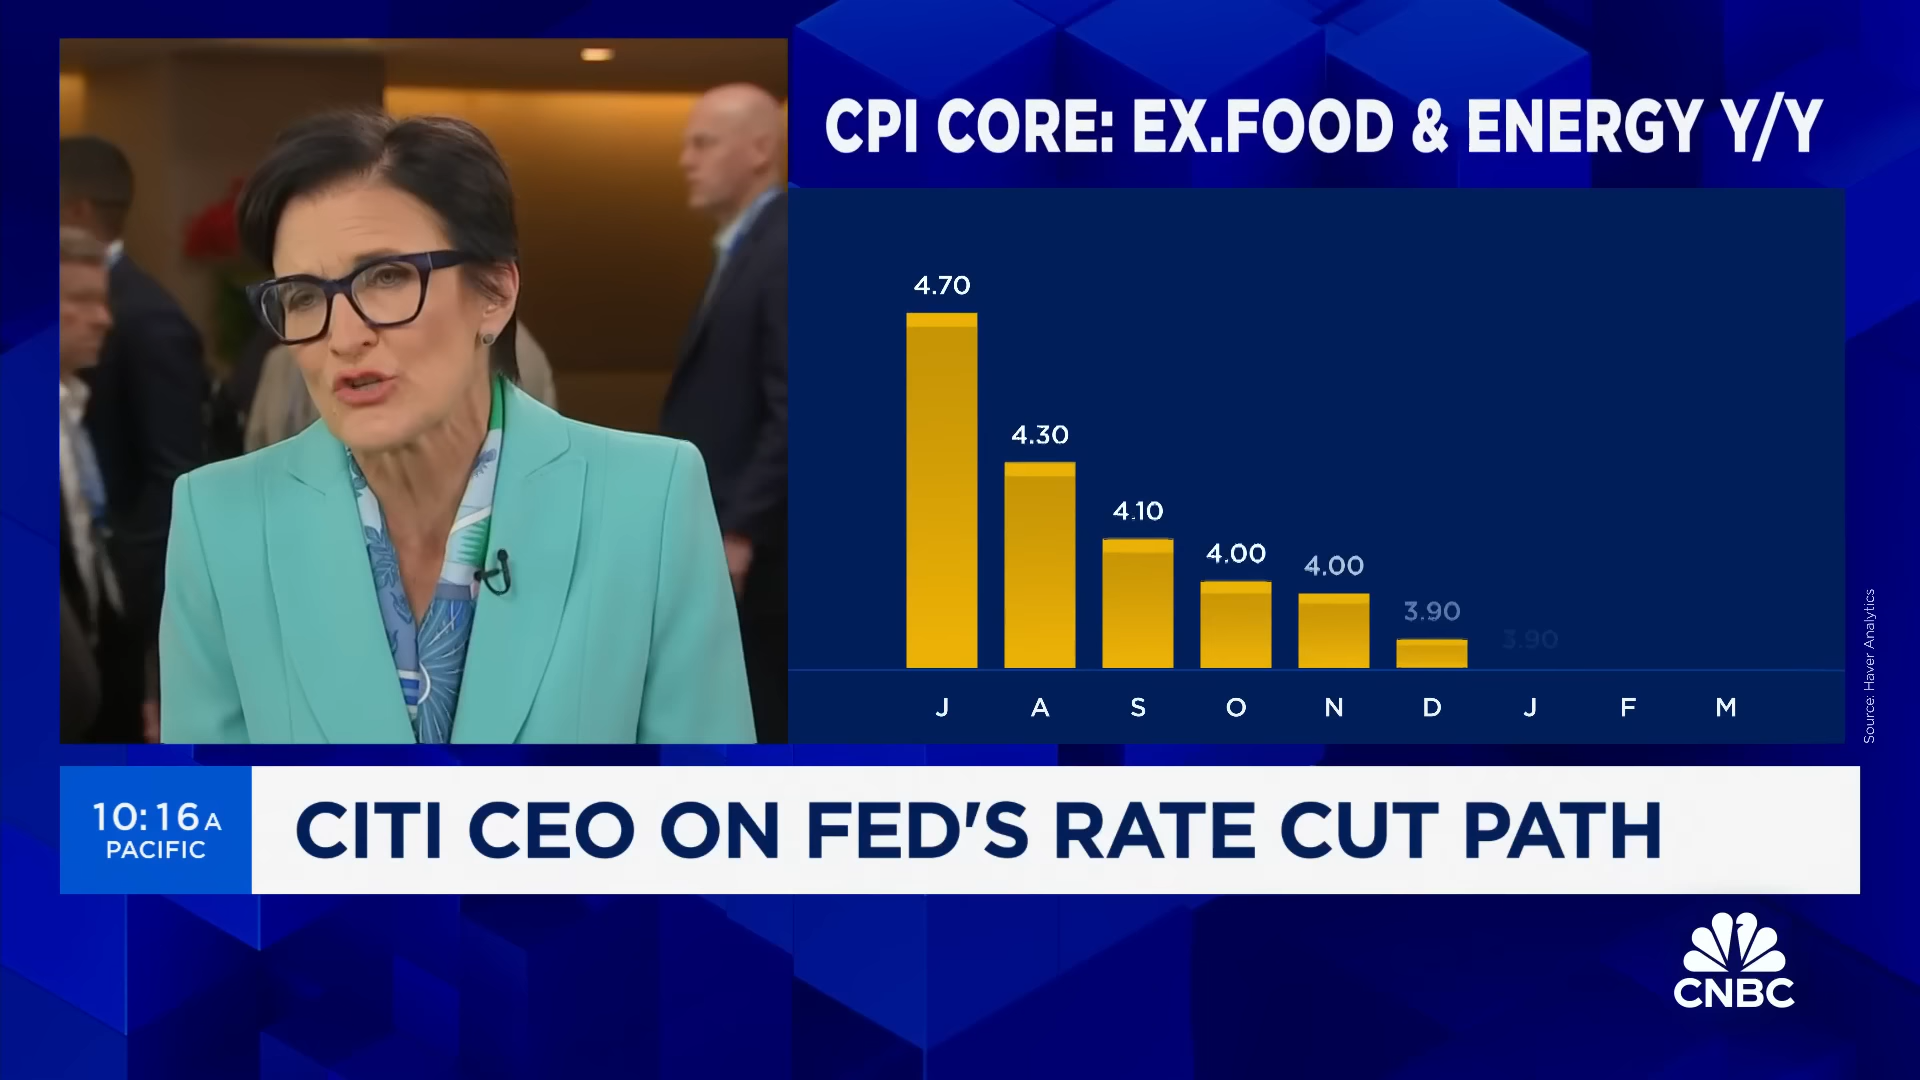 CPI CORE: EX.FOOD & ENERGY Y/Y
4.70
4.30
4.10
4.00
4.00
3.90
3.90
J A S O N D J F M
Source: Haver Analytics
10:16 A
PACIFIC
CITI CEO ON FED'S RATE CUT PATH
CNBC